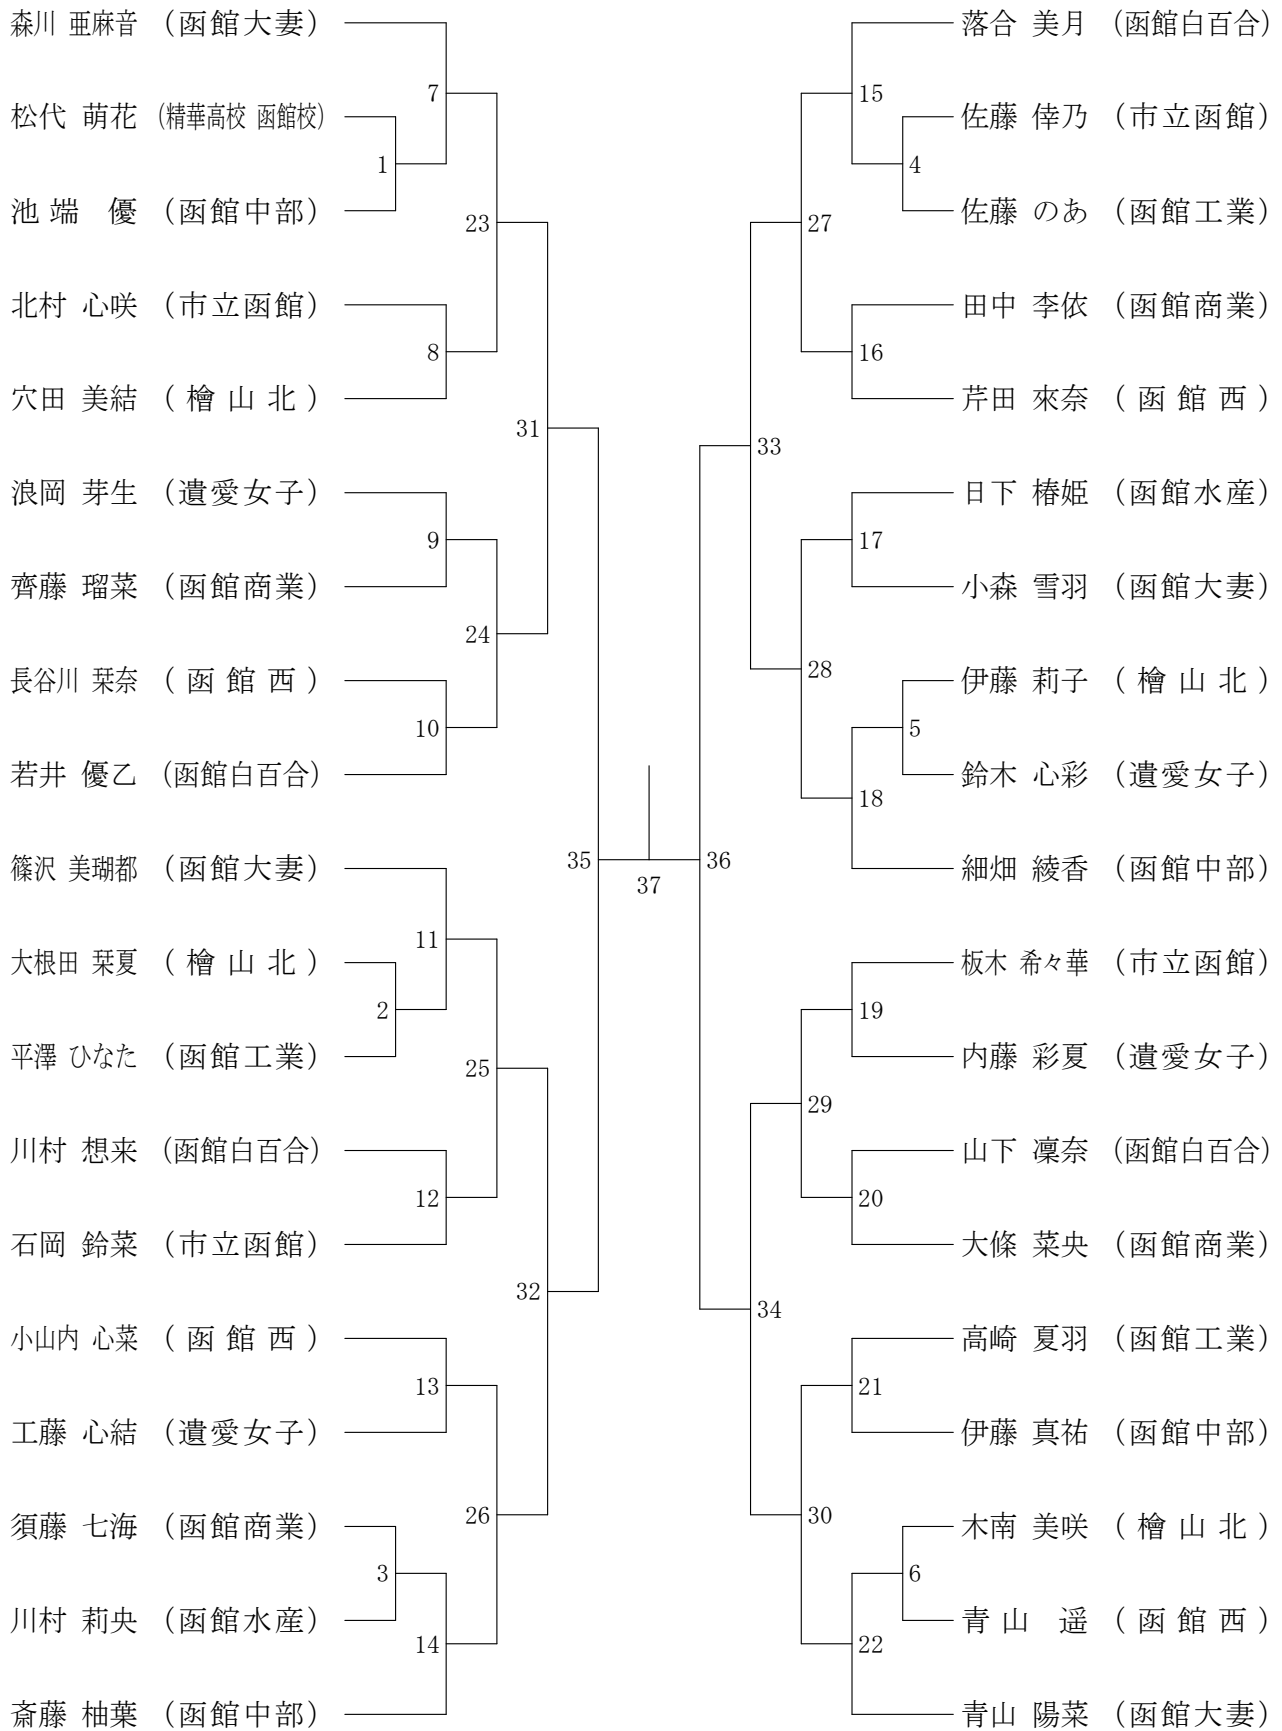 森川 亜麻音 (函館大妻)
松代 萌花 (精華高校 函館校)
池端 優 (函館中部)
北村 心咲 (市立函館)
穴田 美結 (檜山北)
浪岡 芽生 (遺愛女子)
齊藤 瑠菜 (函館商業)
長谷川 栞奈 (函館西)
若井 優乙 (函館白百合)
篠沢 美瑚都 (函館大妻)
大根田 栞夏 (檜山北)
平澤 ひなた (函館工業)
川村 想来 (函館白百合)
石岡 鈴菜 (市立函館)
小山内 心菜 (函館西)
工藤 心結 (遺愛女子)
須藤 七海 (函館商業)
川村 莉央 (函館水産)
斎藤 柚葉 (函館中部)
1
2
3
7
8
9
10
11
12
13
14
23
24
25
26
31
32
35
37
36
33
34
27
28
29
30
15
16
17
18
19
20
21
22
4
5
6
落合 美月 (函館白百合)
佐藤 倖乃 (市立函館)
佐藤 のあ (函館工業)
田中 李依 (函館商業)
芹田 來奈 (函館西)
日下 椿姫 (函館水産)
小森 雪羽 (函館大妻)
伊藤 莉子 (檜山北)
鈴木 心彩 (遺愛女子)
細畑 綾香 (函館中部)
板木 希々華 (市立函館)
内藤 彩夏 (遺愛女子)
山下 凜奈 (函館白百合)
大條 菜央 (函館商業)
高崎 夏羽 (函館工業)
伊藤 真祐 (函館中部)
木南 美咲 (檜山北)
青山 遥 (函館西)
青山 陽菜 (函館大妻)